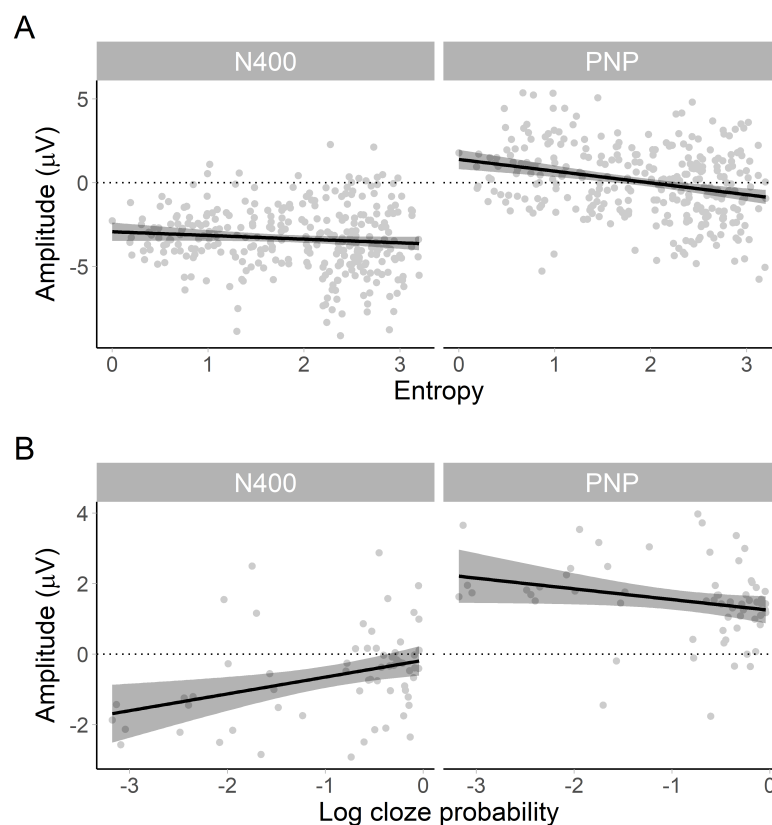 A
N400 PNP
5
0
-5
Amplitude (μV)
0 1 2 3 0 1 2 3
Entropy
B
N400 PNP
4
2
0
-2
Amplitude (μV)
-3 -2 -1 0 -3 -2 -1 0
Log cloze probability